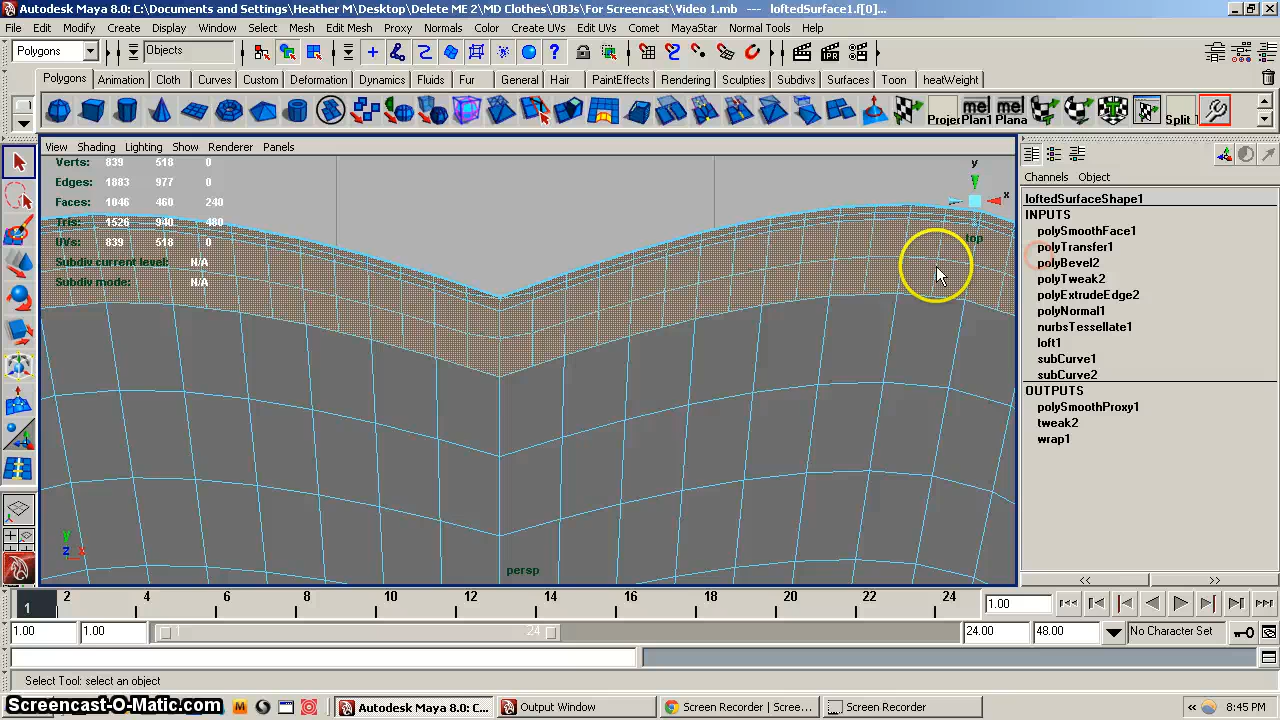 Autodesk Maya 8.0: C:\Documents and Settings\Heather M\Desktop\Delete ME 2\MD Clothes\OBJs\For Screencast\Video 1.mb --- loftedSurface1.f[0]...
File Edit Modify Create Display Window Select Mesh Edit Mesh Proxy Normals Color Create UVs Edit UVs Comet MayaStar Normal Tools Help
Polygons Objects IPR
Polygons Animation Cloth Curves Custom Deformation Dynamics Fluids Fur General Hair PaintEffects Rendering Sculptes Subdivs Surfaces Toon heatWeight
Projec mel Plan1 mel Plana Split
View Shading Lighting Show Renderer Panels
Verts: 839 518 0
Edges: 1883 977 0
Faces: 1046 460 240
Tris: 1526 940 480
UVs: 839 518 0
Subdiv current level: N/A
Subdiv mode: N/A
y
x
top
y
z x
persp
Channels Object
loftedSurfaceShape1
INPUTS
polySmoothFace1
polyTransfer1
polyBevel2
polyTweak2
polyExtrudeEdge2
polyNormal1
nurbsTessellate1
loft1
subCurve1
subCurve2
OUTPUTS
polySmoothProxy1
tweak2
wrap1
<< >>
1 2 4 6 8 10 12 14 16 18 20 22 24 1.00
1.00 1.00 1 24 24.00 48.00 No Character Set
Select Tool: select an object
Screencast-O-Matic.com Autodesk Maya 8.0: C:... Output Window Screen Recorder | Scree... Screen Recorder « 8:45 PM